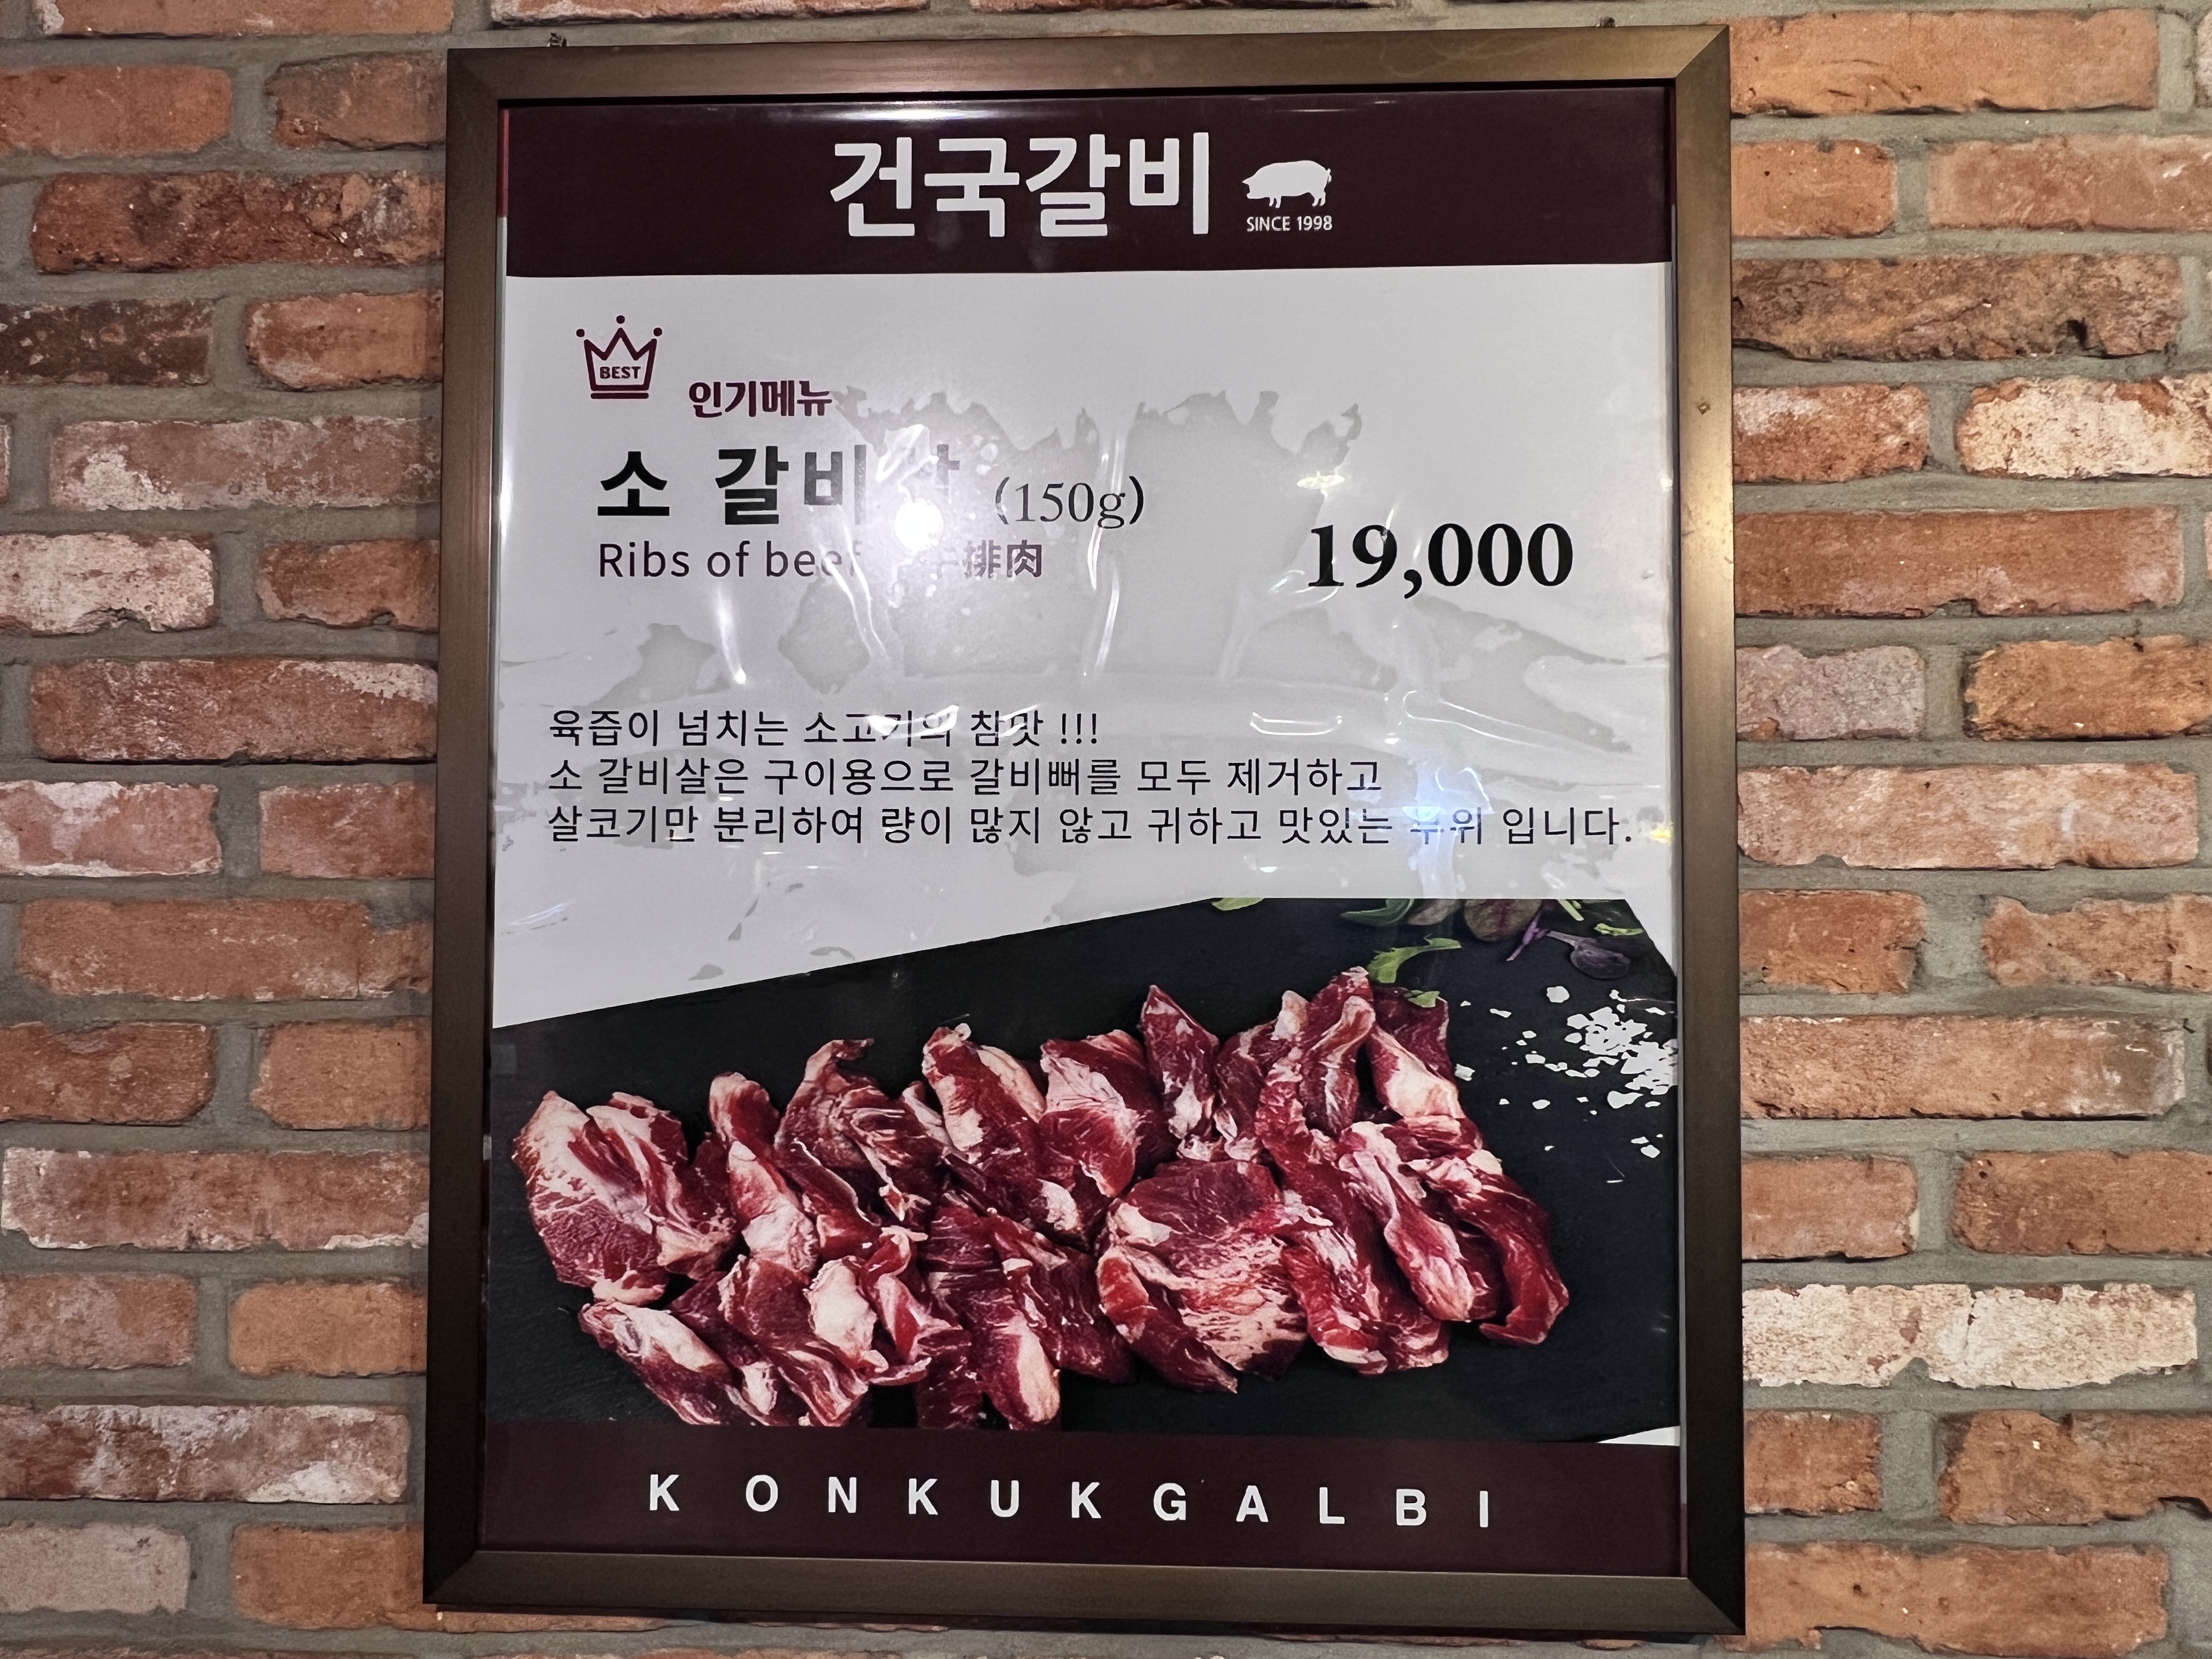 건국갈비
SINCE 1998
BEST
인기메뉴
소 갈비살 (150g)
Ribs of beef 排肉
19,000
육즙이 넘치는 소고기의 참맛 !!!
소 갈비살은 구이용으로 갈비뼈를 모두 제거하고
살코기만 분리하여 량이 많지 않고 귀하고 맛있는 부위 입니다.
KONKUKGALBI